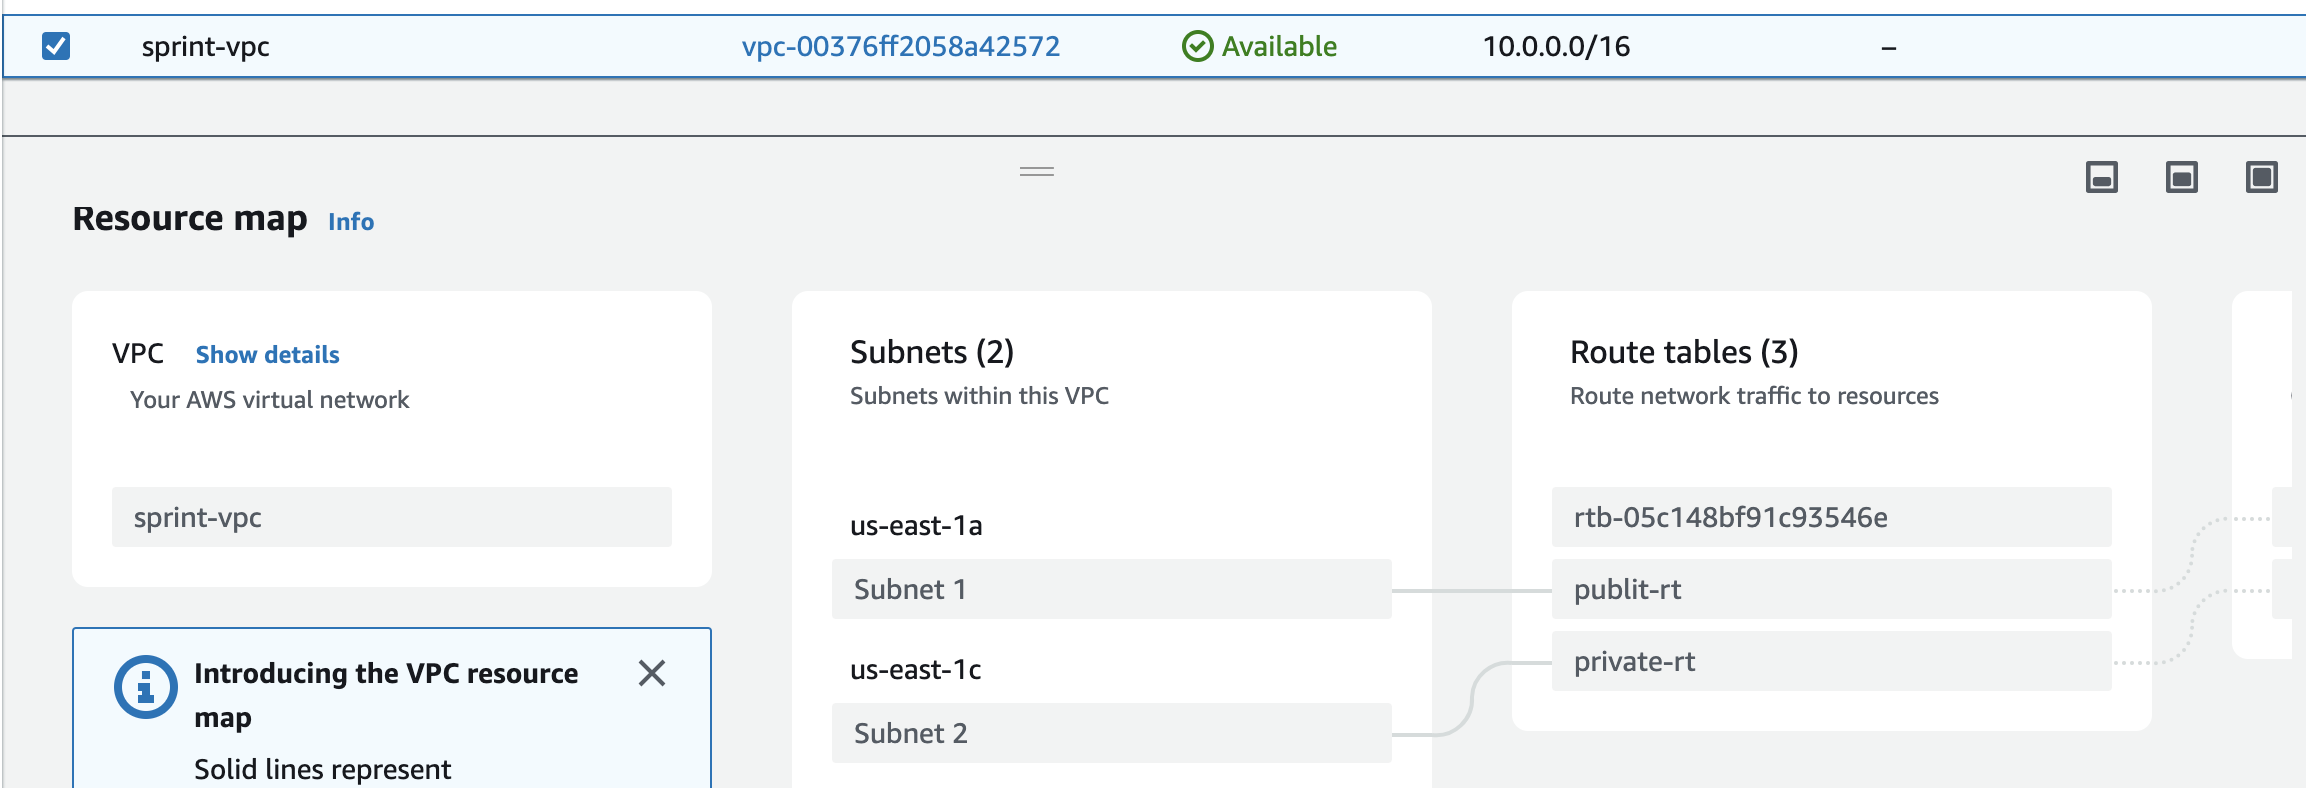 sprint-vpc vpc-00376ff2058a42572 Available 10.0.0.0/16 –
Resource map Info
VPC Show details
Your AWS virtual network
sprint-vpc
Introducing the VPC resource
map
Solid lines represent
Subnets (2)
Subnets within this VPC
us-east-1a
Subnet 1
us-east-1c
Subnet 2
Route tables (3)
Route network traffic to resources
rtb-05c148bf91c93546e
publit-rt
private-rt